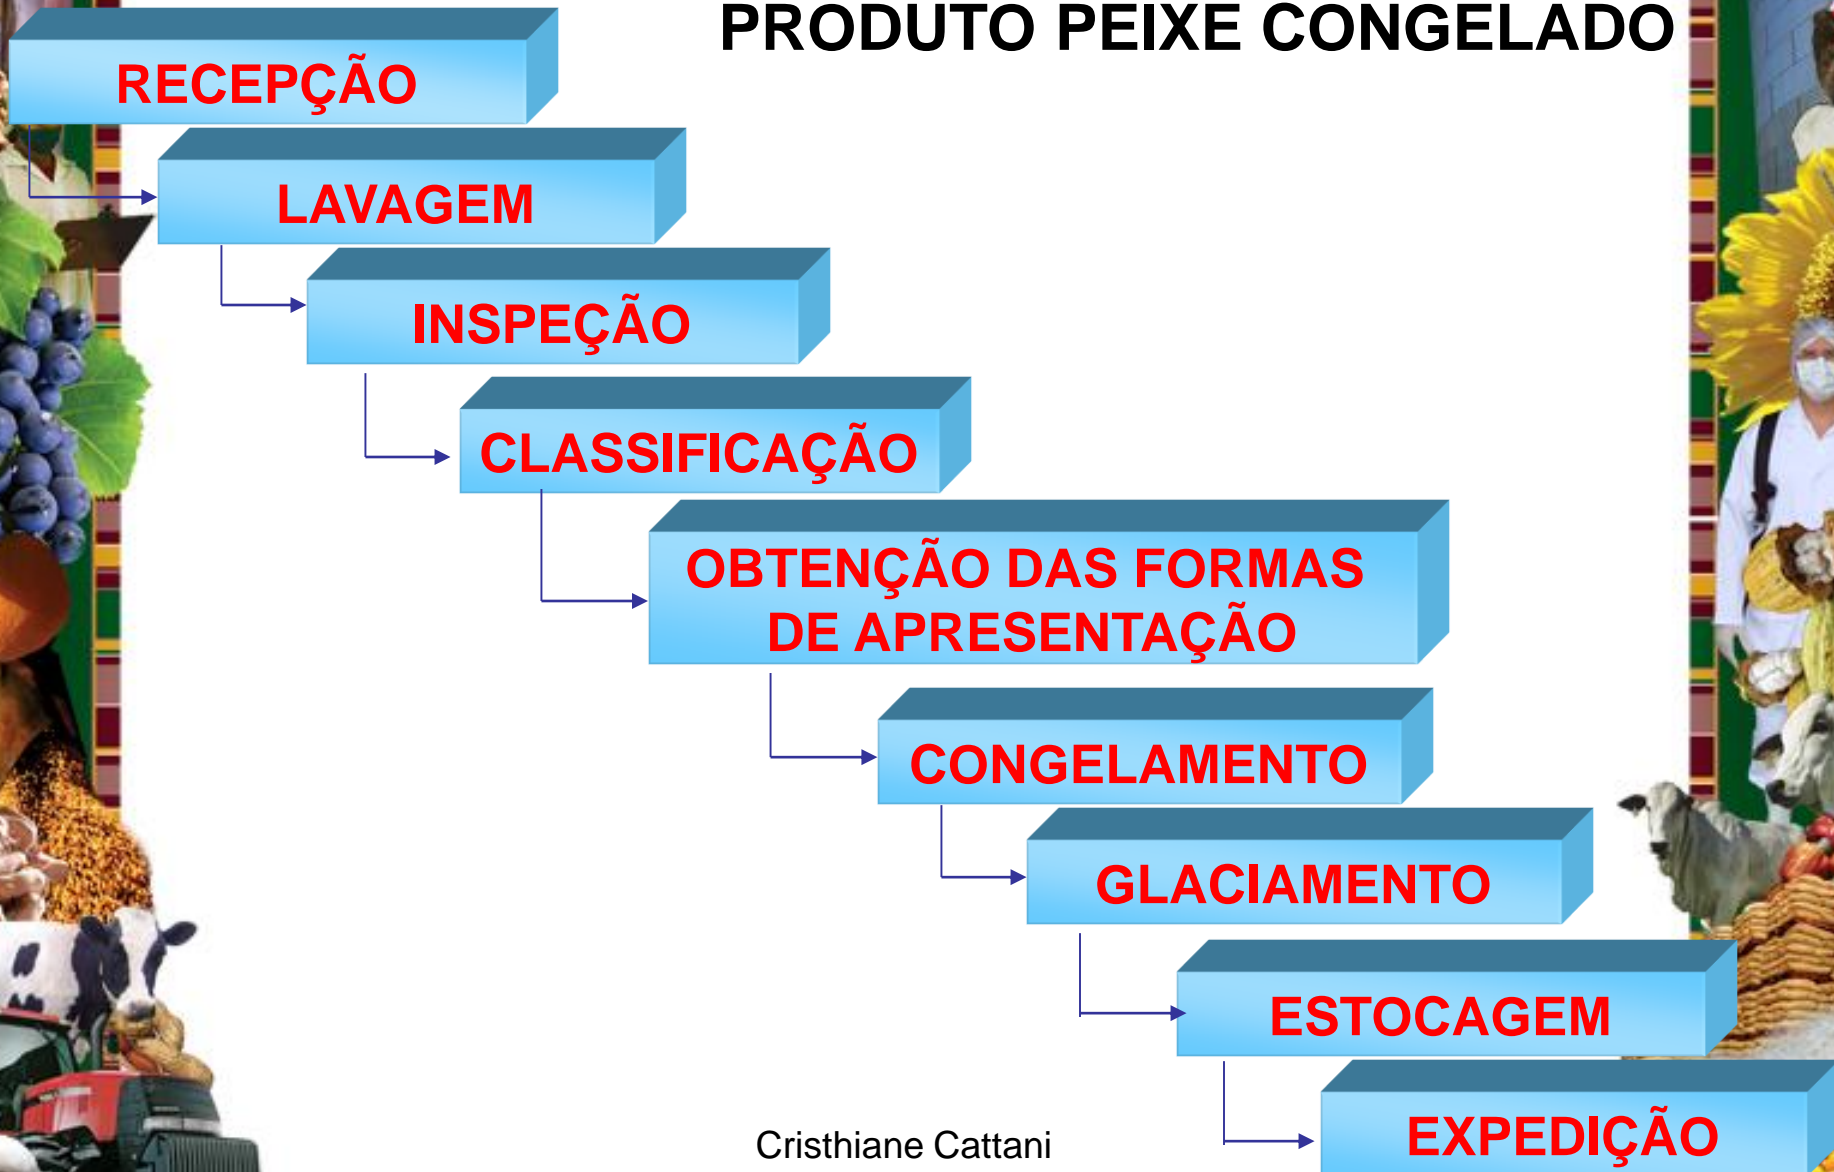 PRODUTO PEIXE CONGELADO
RECEPÇÃO
LAVAGEM
INSPEÇÃO
CLASSIFICAÇÃO
OBTENÇÃO DAS FORMAS
DE APRESENTAÇÃO
CONGELAMENTO
GLACIAMENTO
ESTOCAGEM
EXPEDIÇÃO
Cristhiane Cattani